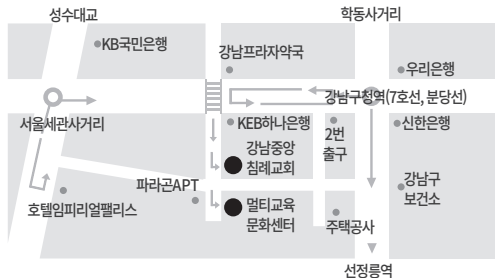 성수대교
학동사거리
KB국민은행
강남프라자약국
우리은행
강남구청역(7호선, 분당선)
서울세관사거리
KEB하나은행
2번
출구
신한은행
강남중앙
침례교회
파라곤APT
강남구
보건소
호텔임피리얼팰리스
멀티교육
문화센터
주택공사
선정릉역